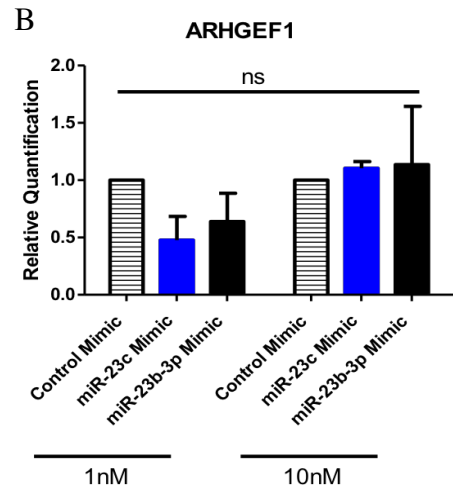 B
ARHGEF1
Relative Quantification
2.0
1.5
1.0
0.5
0.0
ns
Control Mimic
miR-23c Mimic
miR-23b-3p Mimic
Control Mimic
miR-23c Mimic
miR-23b-3p Mimic
1nM
10nM